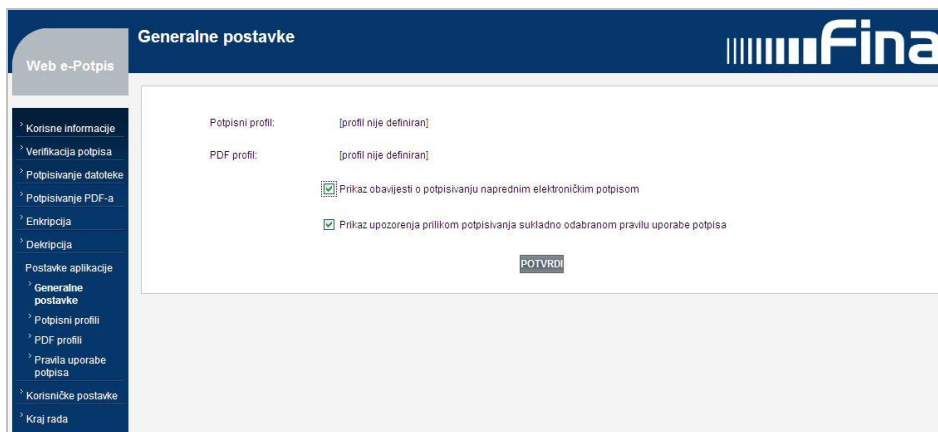 Generalne postavke
Fina
Web e-Potpis
Korisne informacije
Verifikacija potpisa
Potpisivanje datoteke
Potpisivanje PDF-a
Enkripcija
Dekripcija
Postavke aplikacije
Generalne
postavke
Potpisni profili
PDF profili
Pravila uporabe
potpisa
Korisničke postavke
Kraj rada
Potpisni profil: [profil nije definiran]
PDF profil: [profil nije definiran]
Prikaz obavijesti o potpisivanju naprednim elektroničkim potpisom
Prikaz upozorenja prilikom potpisivanja sukladno odabranom pravilu uporabe potpisa
POTVRDI